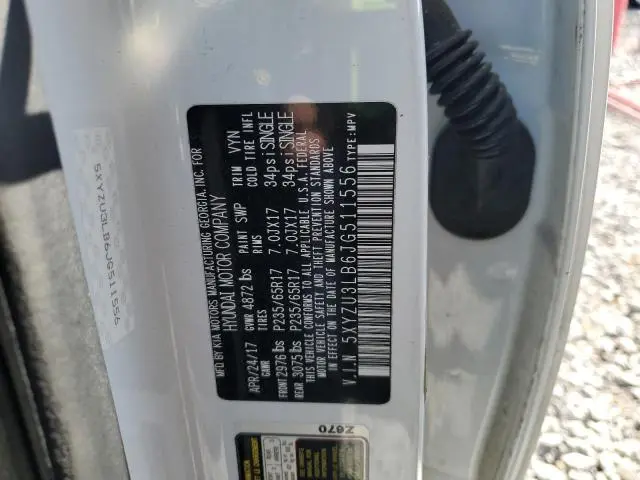 5XYZU3LB6JG511556
MFD BY KIA MOTORS MANUFACTURING GEORGIA, INC. FOR
HYUNDAI MOTOR COMPANY
APR/24/17 GVWR 4872 lbs PAINT SWP TRIM VYN
GAWR TIRES RIMS COLD TIRE INFL
FRONT 2976 lbs P235/65R17 7.0JX17 34psi SINGLE
REAR 3075 lbs P235/65R17 7.0JX17 34psi SINGLE
THIS VEHICLE CONFORMS TO ALL APPLICABLE U.S.A. FEDERAL
MOTOR VEHICLE SAFETY AND THEFT PREVENTION STANDARDS
IN EFFECT ON THE DATE OF MANUFACTURE SHOWN ABOVE
V.I.N 5XYZU3LB6JG511556 TYPE:MPV
Z670